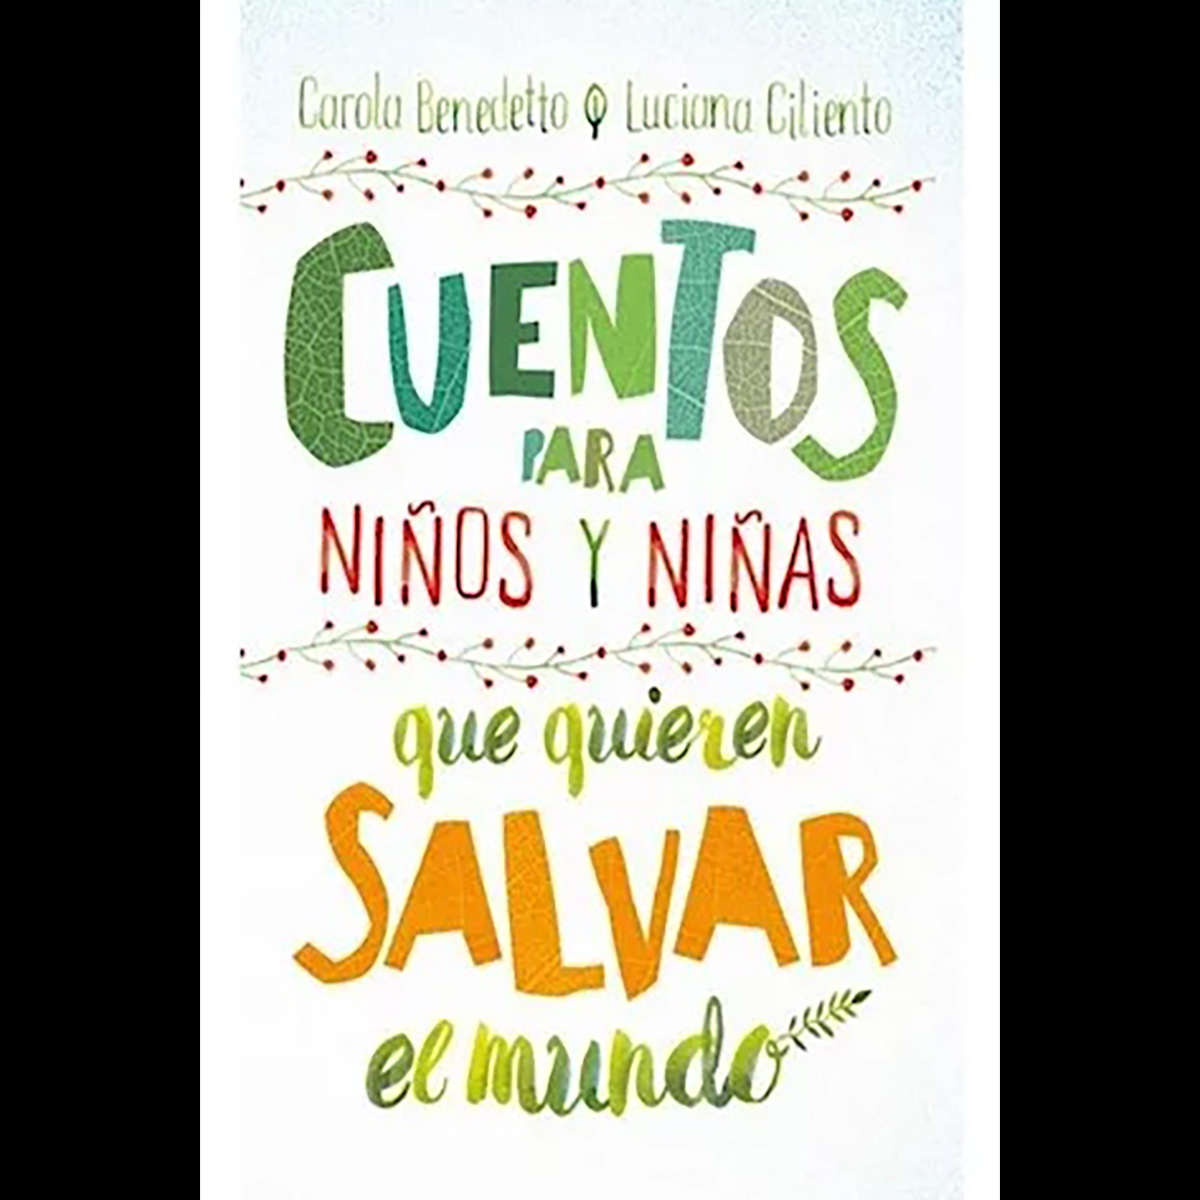 Carola Benedetto Luciana Ciliento
CUENTOS
PARA
NIÑOS Y NIÑAS
que quieren
SALVAR
el mundo